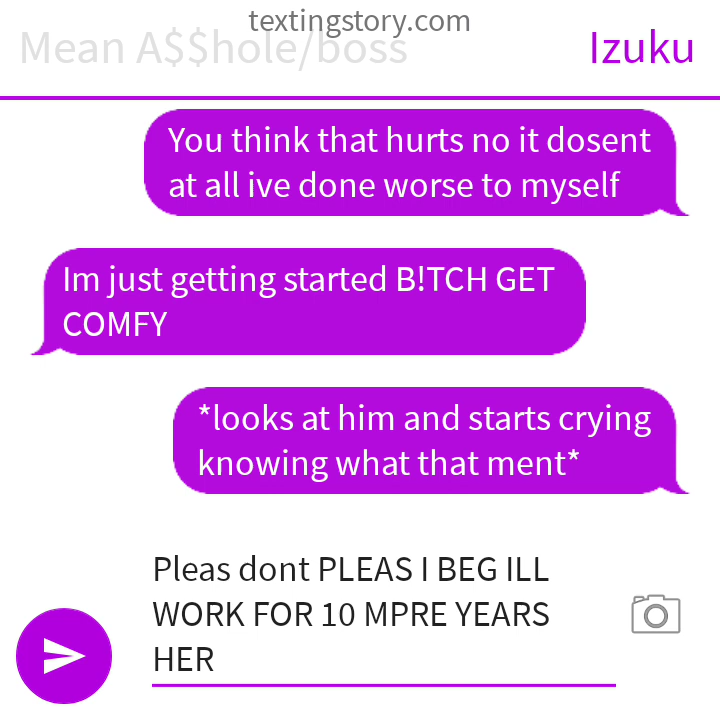 textingstory.com
Mean A$$hole/boss
Izuku
You think that hurts no it dosent
at all ive done worse to myself
Im just getting started B!TCH GET
COMFY
*looks at him and starts crying
knowing what that ment*
Pleas dont PLEAS I BEG ILL
WORK FOR 10 MPRE YEARS
HER